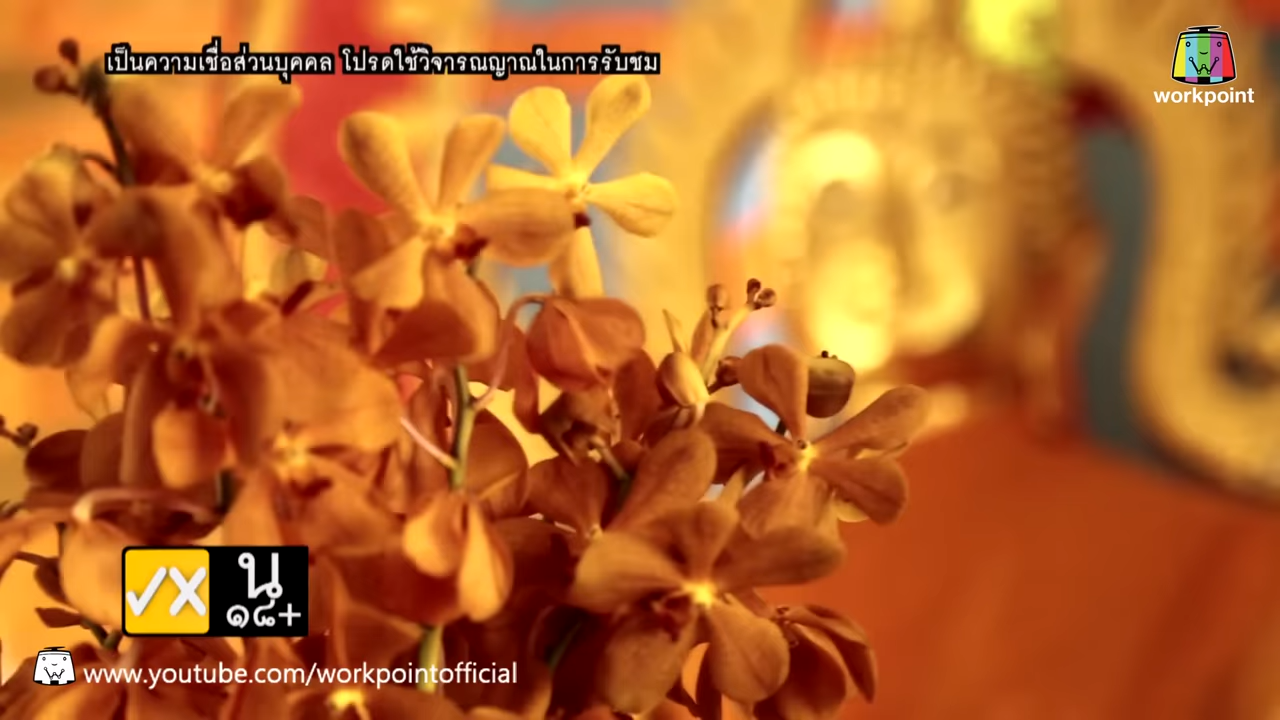 เป็นความเชื่อส่วนบุคคล โปรดใช้วิจารณญาณในการรับชม
workpoint
น
๑๘+
www.youtube.com/workpointofficial